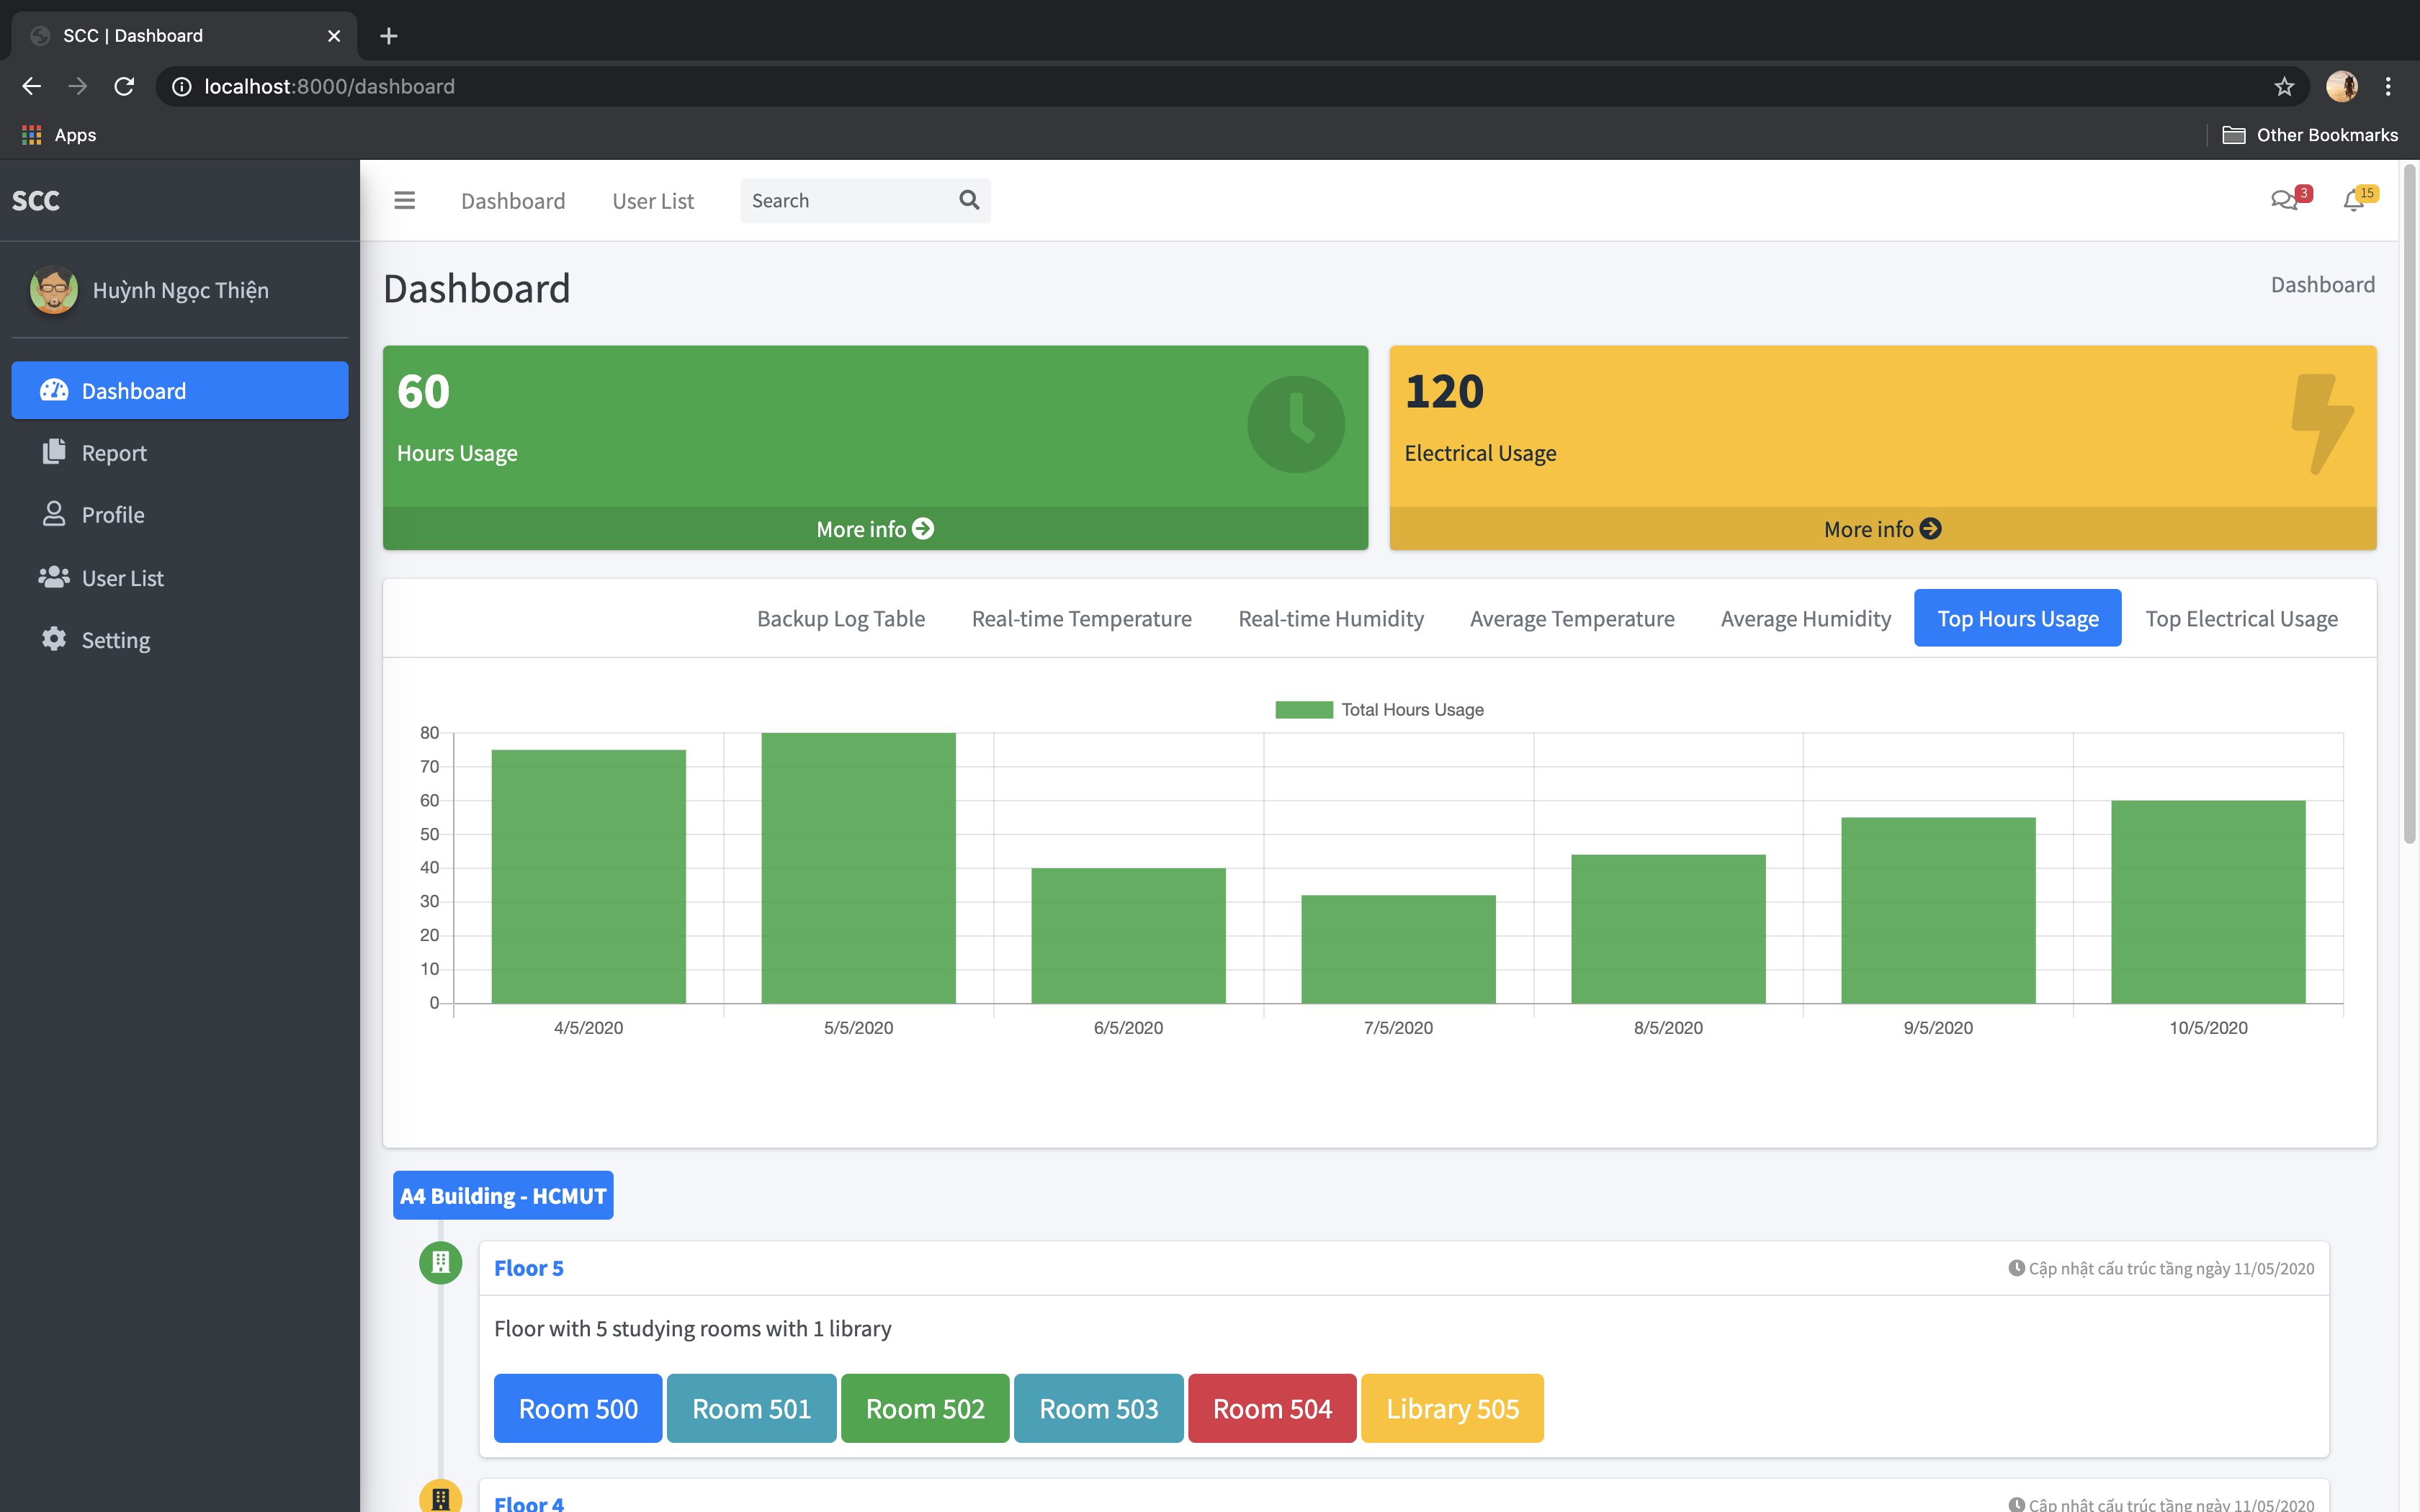 SCC | Dashboard
localhost:8000/dashboard
Apps
Other Bookmarks
SCC
Dashboard
User List
Search
3
15
Huỳnh Ngọc Thiện
Dashboard
Report
Profile
User List
Setting
Dashboard
Dashboard
60
Hours Usage
More info
120
Electrical Usage
More info
Backup Log Table
Real-time Temperature
Real-time Humidity
Average Temperature
Average Humidity
Top Hours Usage
Top Electrical Usage
Total Hours Usage
80
70
60
50
40
30
20
10
0
4/5/2020
5/5/2020
6/5/2020
7/5/2020
8/5/2020
9/5/2020
10/5/2020
A4 Building - HCMUT
Floor 5
Cập nhật cấu trúc tầng ngày 11/05/2020
Floor with 5 studying rooms with 1 library
Room 500
Room 501
Room 502
Room 503
Room 504
Library 505
Floor 4
Cập nhật cấu trúc tầng ngày 11/05/2020